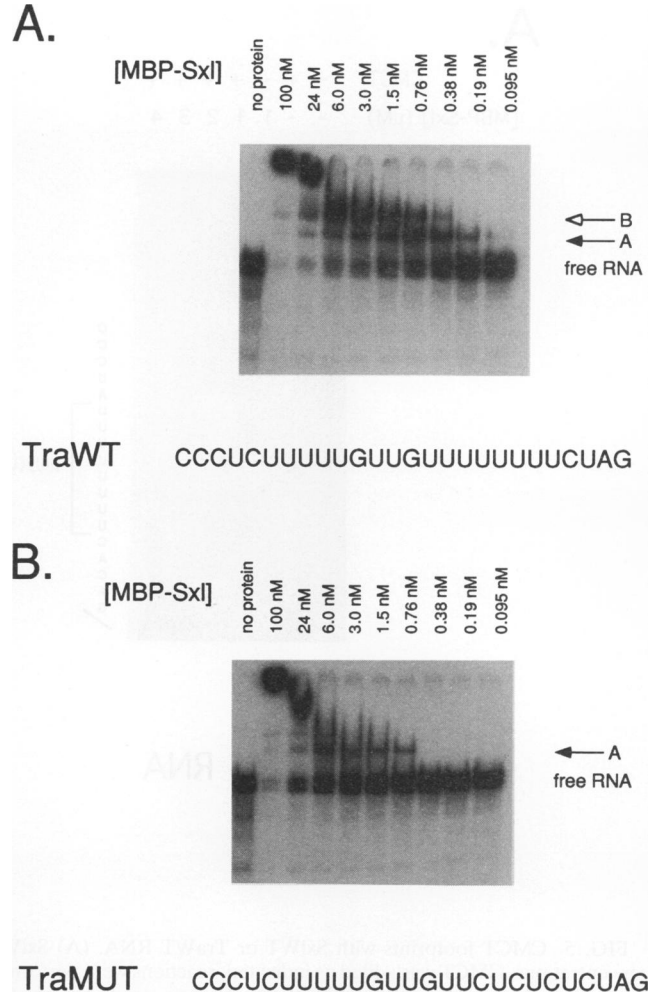 A.
[MBP-Sxl] no protein 100 nM 24 nM 6.0 nM 3.0 nM 1.5 nM 0.76 nM 0.38 nM 0.19 nM 0.095 nM
B
A
free RNA
TraWT CCCUCUUUUUGUUGUUUUUUUUCUAG
B.
[MBP-Sxl] no protein 100 nM 24 nM 6.0 nM 3.0 nM 1.5 nM 0.76 nM 0.38 nM 0.19 nM 0.095 nM
A
free RNA
TraMUT CCCUCUUUUUGUUGUUCUCUCUCUAG